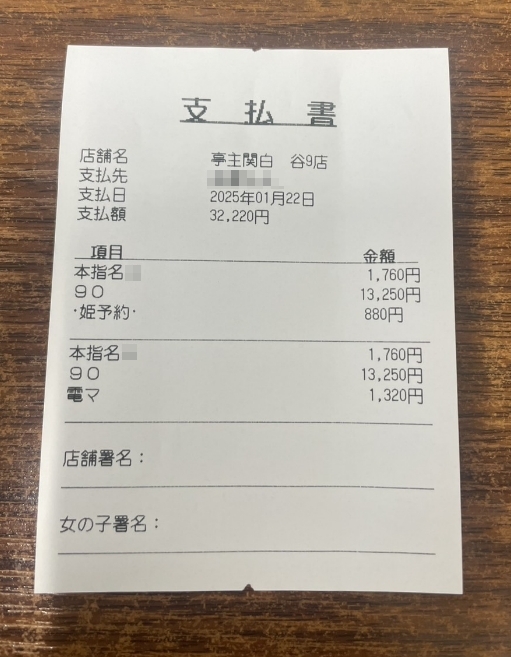 支払書
店舗名 亭主関白 谷9店
支払先
支払日 2025年01月22日
支払額 32,220円
項目 金額
本指名 1,760円
90 13,250円
・姫予約・ 880円
本指名 1,760円
90 13,250円
電マ 1,320円
店舗署名：
女の子署名：